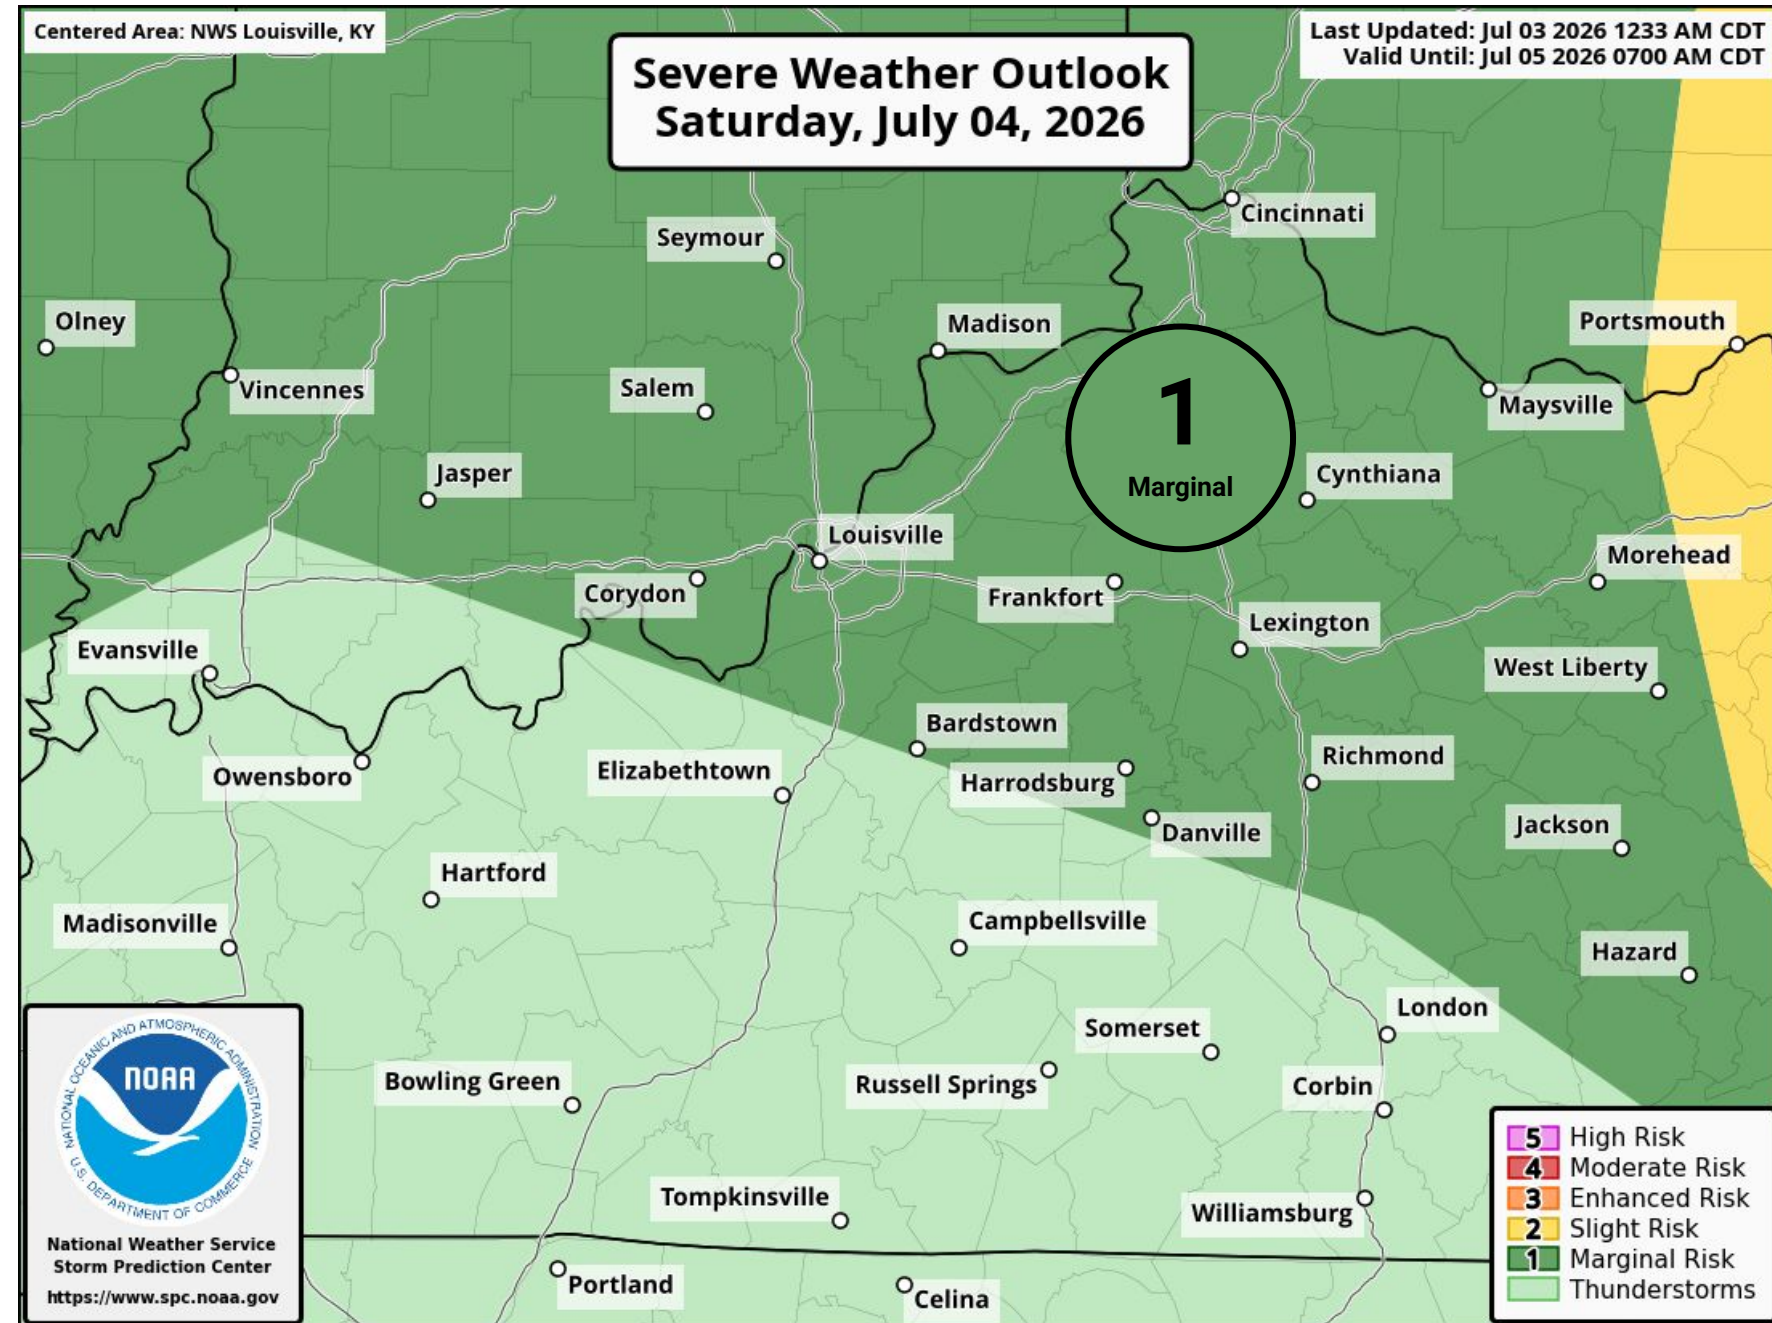 Centered Area: NWS Louisville, KY
Last Updated: Jul 03 2026 1233 AM CDT
Valid Until: Jul 05 2026 0700 AM CDT
Severe Weather Outlook
Saturday, July 04, 2026
Cincinnati
Seymour
Olney
Madison
Portsmouth
Vincennes
Salem
Maysville
1
Marginal
Jasper
Cynthiana
Louisville
Morehead
Corydon
Frankfort
Lexington
Evansville
West Liberty
Bardstown
Richmond
Owensboro
Elizabethtown
Harrodsburg
Jackson
Danville
Hartford
Madisonville
Campbellsville
Hazard
London
Somerset
Bowling Green
Russell Springs
Corbin
Tompkinsville
Williamsburg
Portland
Celina
NATIONAL OCEANIC AND ATMOSPHERIC ADMINISTRATION
NOAA
U.S. DEPARTMENT OF COMMERCE
National Weather Service
Storm Prediction Center
https://www.spc.noaa.gov
5 High Risk
4 Moderate Risk
3 Enhanced Risk
2 Slight Risk
1 Marginal Risk
Thunderstorms